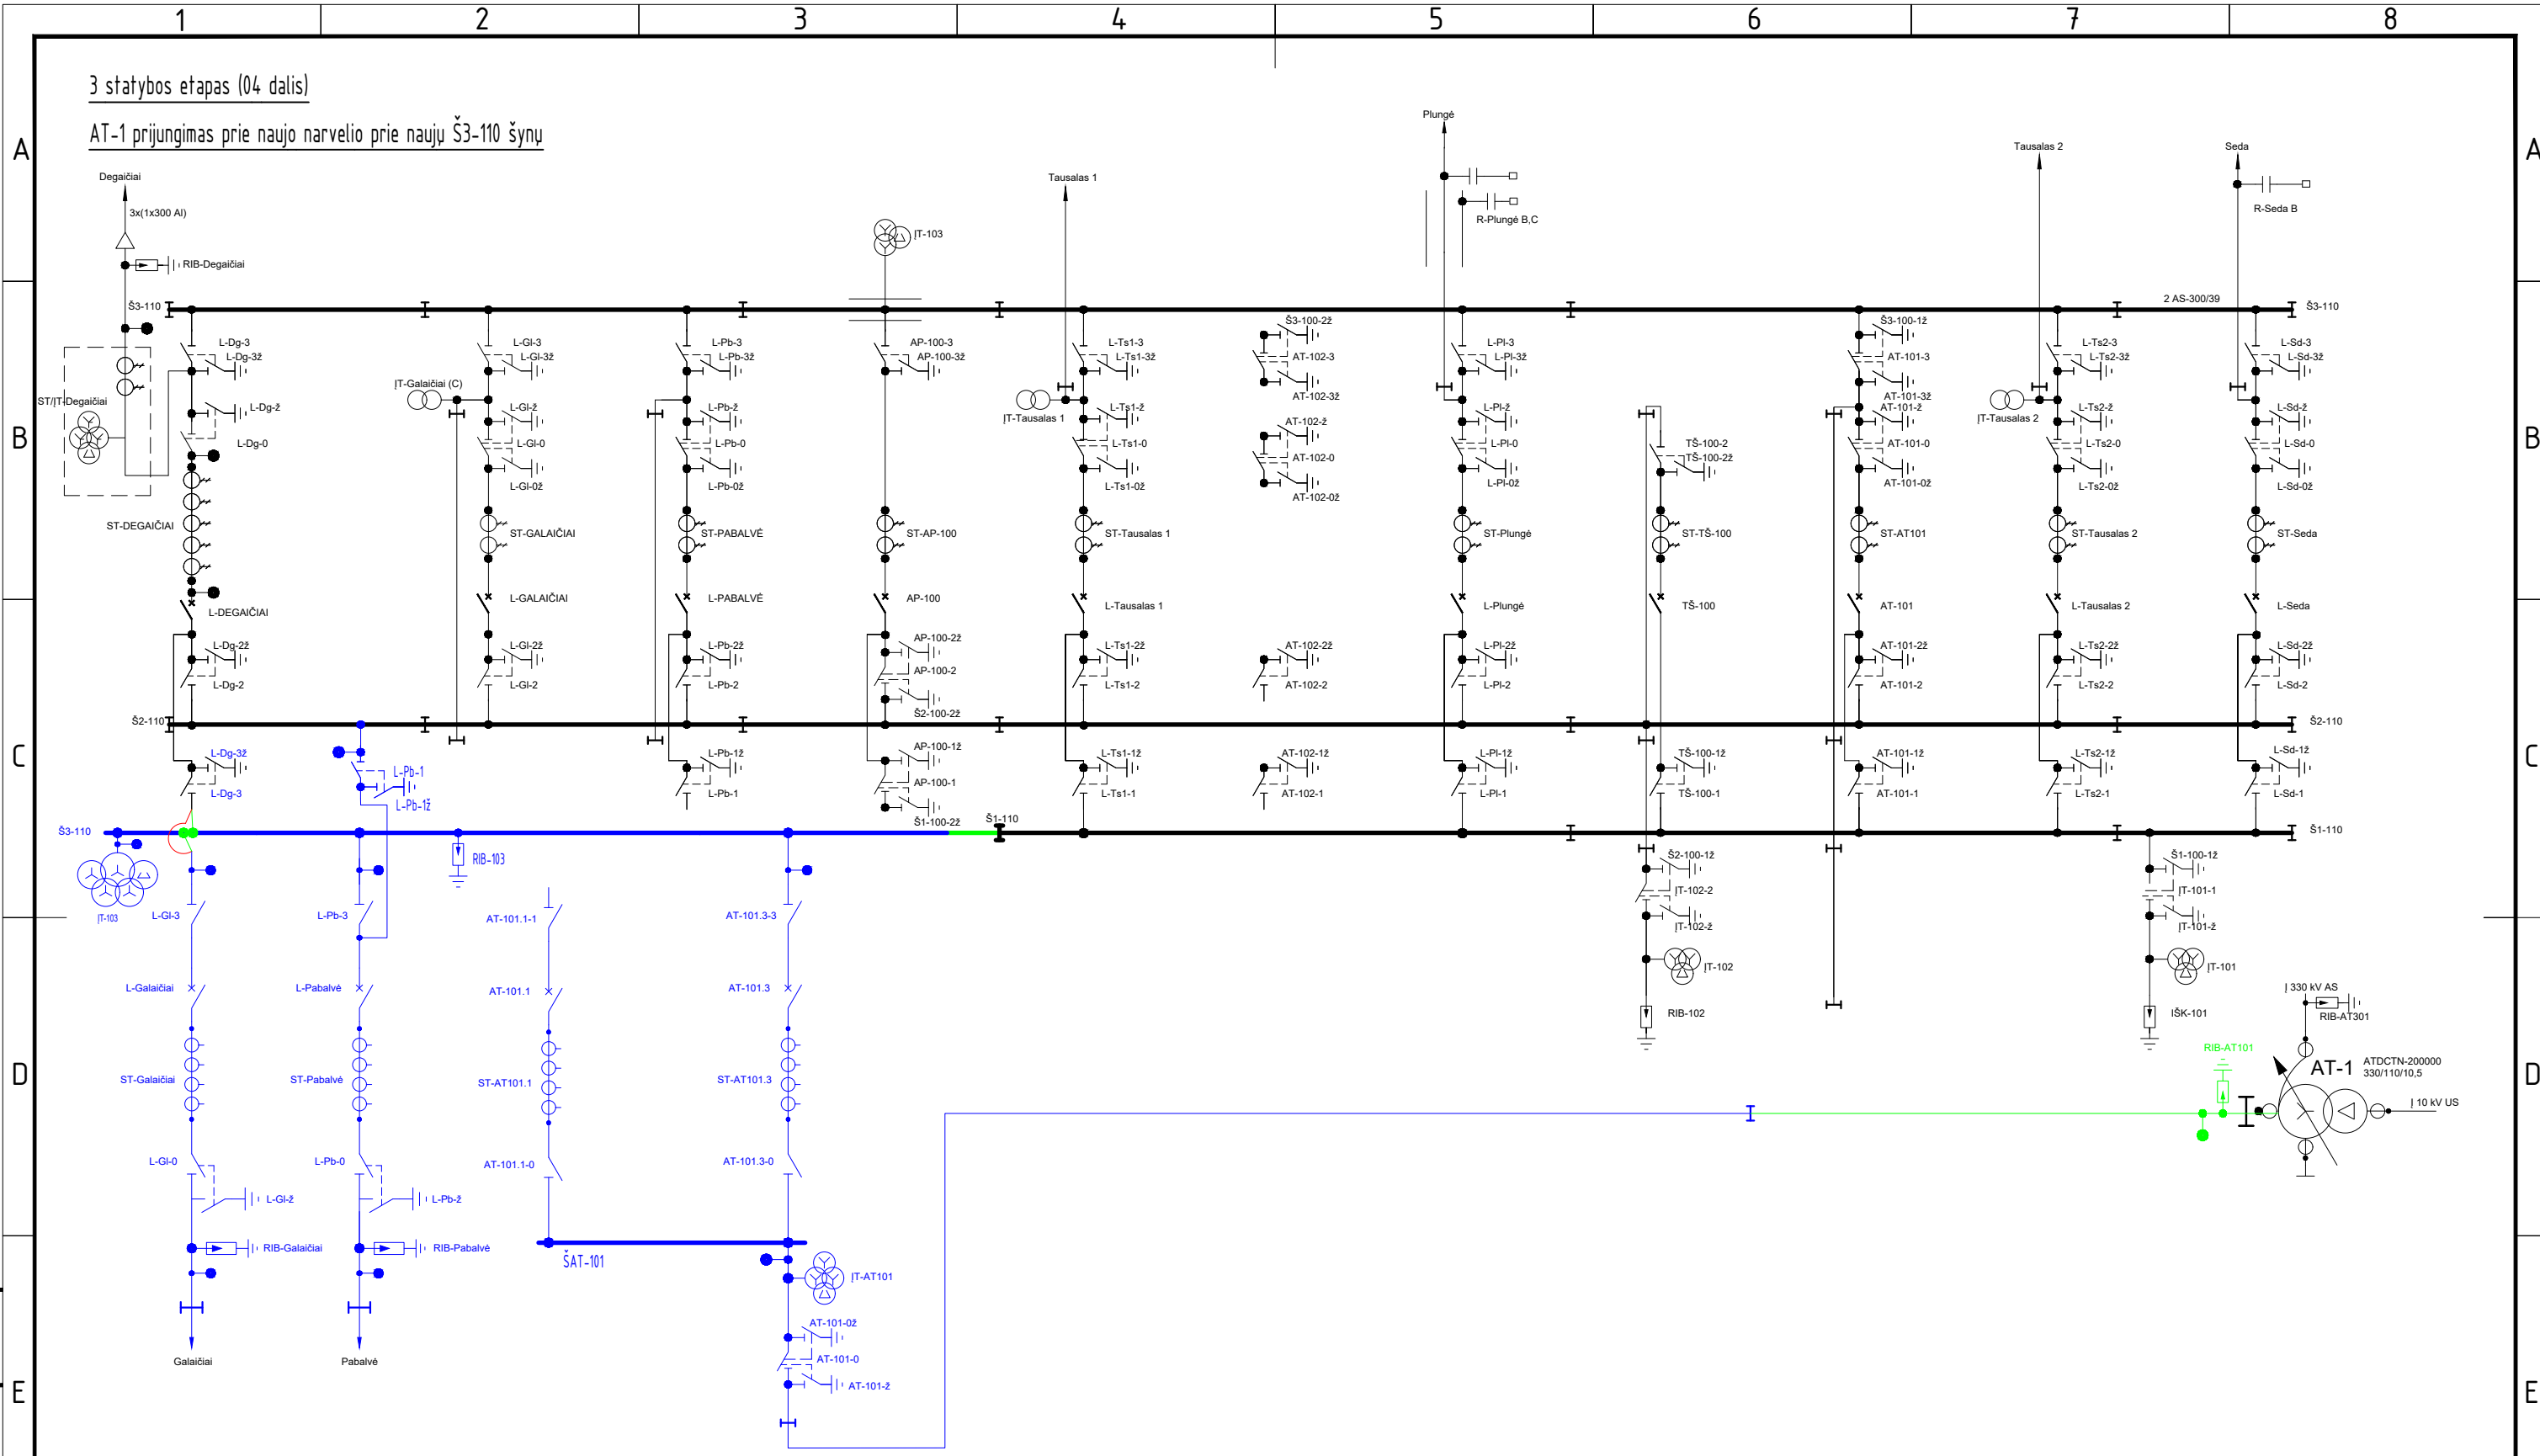 1 2 3 4 5 6 7 8
3 statybos etapas (04 dalis)
AT-1 prijungimas prie naujo narvelio prie naujų Š3-110 šynų
A
A
Degaičiai
3x(1x300 Al)
RIB-Degaičiai
ĮT-103
Tausalas 1
Plungė
R-Plungė B,C
Tausalas 2
Seda
R-Seda B
Š3-110
2 AS-300/39
Š3-110
B
B
ST/ĮT-Degaičiai
L-Dg-3
L-Dg-3ž
L-Dg-ž
L-Dg-0
ST-DEGAIČIAI
L-DEGAIČIAI
L-Dg-2ž
L-Dg-2
L-Gl-3
L-Gl-3ž
ĮT-Galaičiai (C)
L-Gl-ž
L-Gl-0
L-Gl-0ž
ST-GALAIČIAI
L-GALAIČIAI
L-Gl-2ž
L-Gl-2
L-Pb-3
L-Pb-3ž
L-Pb-ž
L-Pb-0
L-Pb-0ž
ST-PABALVĖ
L-PABALVĖ
L-Pb-2ž
L-Pb-2
AP-100-3
AP-100-3ž
ST-AP-100
AP-100
AP-100-2ž
AP-100-2
Š2-100-2ž
L-Ts1-3
L-Ts1-3ž
ĮT-Tausalas 1
L-Ts1-ž
L-Ts1-0
L-Ts1-0ž
ST-Tausalas 1
L-Tausalas 1
L-Ts1-2ž
L-Ts1-2
Š3-100-2ž
AT-102-3
AT-102-3ž
AT-102-ž
AT-102-0
AT-102-0ž
AT-102-2ž
AT-102-2
L-Pl-3
L-Pl-3ž
L-Pl-ž
L-Pl-0
L-Pl-0ž
ST-Plungė
L-Plungė
L-Pl-2ž
L-Pl-2
TŠ-100-2
TŠ-100-2ž
ST-TŠ-100
TŠ-100
Š3-100-1ž
AT-101-3
AT-101-3ž
AT-101-ž
AT-101-0
AT-101-0ž
ST-AT101
AT-101
AT-101-2ž
AT-101-2
L-Ts2-3
L-Ts2-3ž
ĮT-Tausalas 2
L-Ts2-ž
L-Ts2-0
L-Ts2-0ž
ST-Tausalas 2
L-Tausalas 2
L-Ts2-2ž
L-Ts2-2
L-Sd-3
L-Sd-3ž
L-Sd-ž
L-Sd-0
L-Sd-0ž
ST-Seda
L-Seda
L-Sd-2ž
L-Sd-2
Š2-110
Š2-110
C
C
L-Dg-3ž
L-Dg-3
L-Pb-1
L-Pb-1ž
L-Pb-1ž
L-Pb-1
AP-100-1ž
AP-100-1
Š1-100-2ž
L-Ts1-1ž
L-Ts1-1
AT-102-1ž
AT-102-1
L-Pl-1ž
L-Pl-1
TŠ-100-1ž
TŠ-100-1
AT-101-1ž
AT-101-1
L-Ts2-1ž
L-Ts2-1
L-Sd-1ž
L-Sd-1
Š3-110
Š1-110
Š1-110
ĮT-103
RIB-103
Š2-100-1ž
ĮT-102-2
ĮT-102-ž
ĮT-102
RIB-102
Š1-100-1ž
ĮT-101-1
ĮT-101-ž
ĮT-101
IŠK-101
L-Gl-3
L-Galaičiai
ST-Galaičiai
L-Gl-0
L-Gl-ž
RIB-Galaičiai
Galaičiai
L-Pb-3
L-Pabalvė
ST-Pabalvė
L-Pb-0
L-Pb-ž
RIB-Pabalvė
Pabalvė
AT-101.1-1
AT-101.1
ST-AT101.1
AT-101.1-0
AT-101.3-3
AT-101.3
ST-AT101.3
AT-101.3-0
ŠAT-101
ĮT-AT101
AT-101-0ž
AT-101-0
AT-101-ž
D
D
Į 330 kV AS
RIB-AT301
RIB-AT101
AT-1
ATDCTN-200000
330/110/10,5
Į 10 kV US
E
E